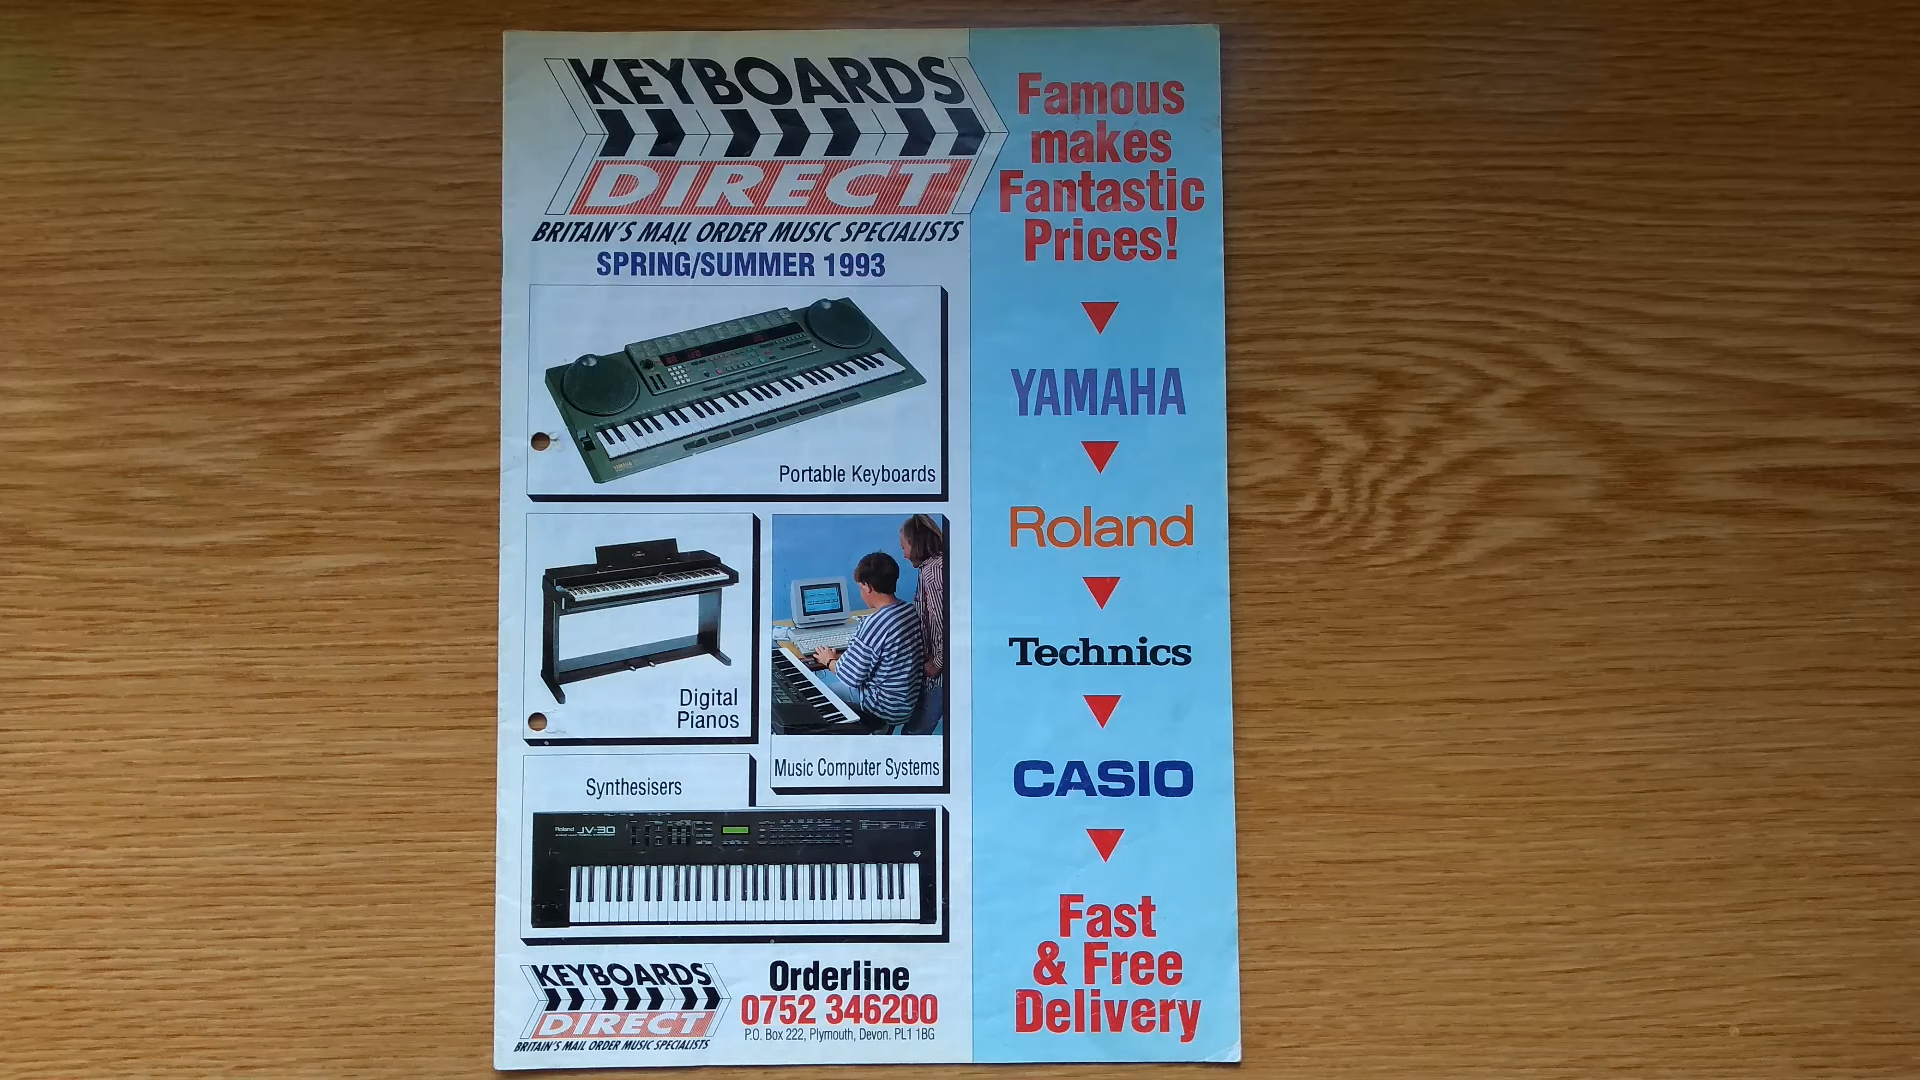 KEYBOARDS
DIRECT
BRITAIN'S MAIL ORDER MUSIC SPECIALISTS
SPRING/SUMMER 1993
YAMAHA
Portable Keyboards
Digital
Pianos
Music Computer Systems
Synthesisers
Roland JV-30
KEYBOARDS
DIRECT
BRITAIN'S MAIL ORDER MUSIC SPECIALISTS
Orderline
0752 346200
P.O. Box 222, Plymouth, Devon. PL1 1BG
Famous
makes
Fantastic
Prices!
YAMAHA
Roland
Technics
CASIO
Fast
& Free
Delivery